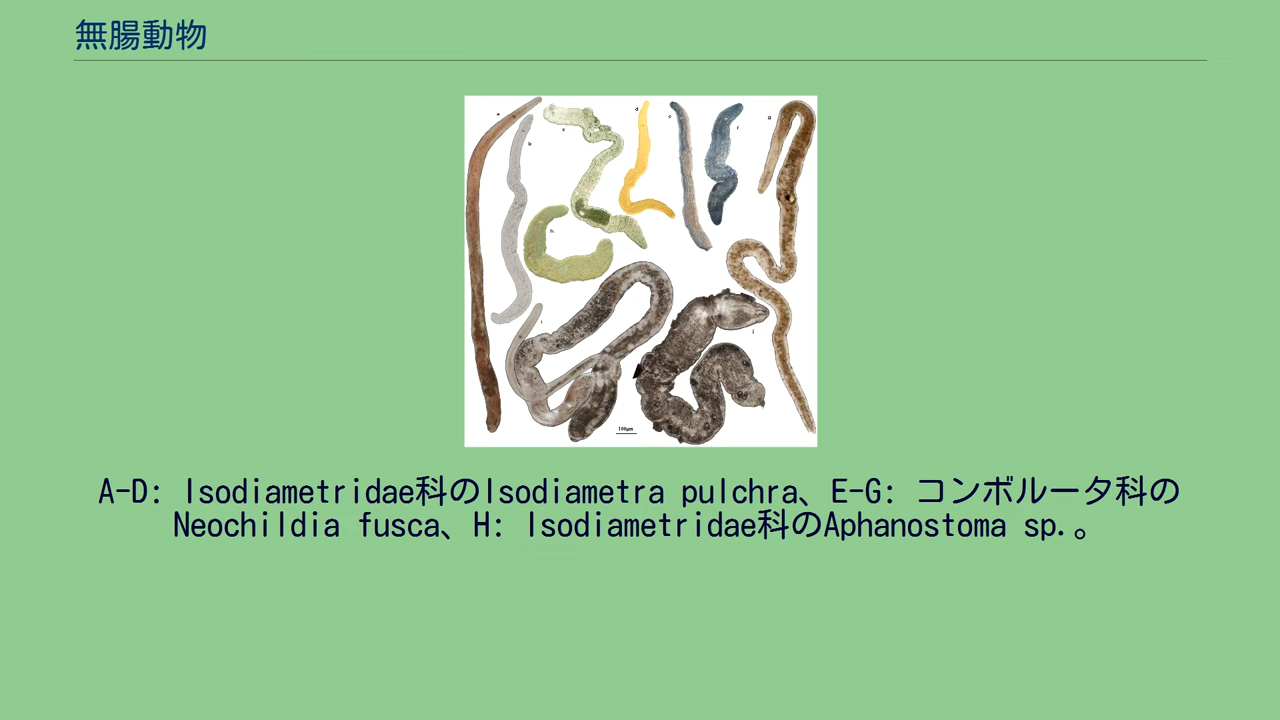 無腸動物
a
b
e
d
c
f
g
h
i
j
100μm
A-D: Isodiametridae科のIsodiametra pulchra、E-G: コンボルータ科の
Neochildia fusca、H: Isodiametridae科のAphanostoma sp.。